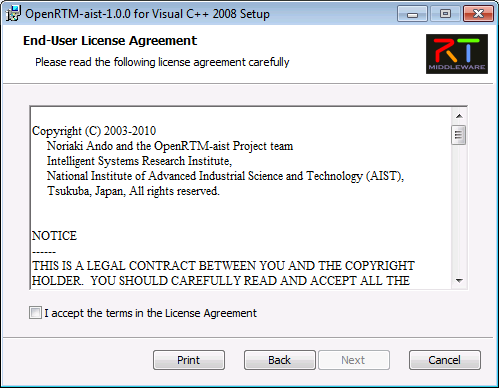 OpenRTM-aist-1.0.0 for Visual C++ 2008 Setup
End-User License Agreement
Please read the following license agreement carefully
RT
MIDDLEWARE
Copyright (C) 2003-2010
Noriaki Ando and the OpenRTM-aist Project team
Intelligent Systems Research Institute,
National Institute of Advanced Industrial Science and Technology (AIST),
Tsukuba, Japan, All rights reserved.
NOTICE
------
THIS IS A LEGAL CONTRACT BETWEEN YOU AND THE COPYRIGHT
HOLDER.  YOU SHOULD CAREFULLY READ AND ACCEPT ALL THE
I accept the terms in the License Agreement
Print Back Next Cancel